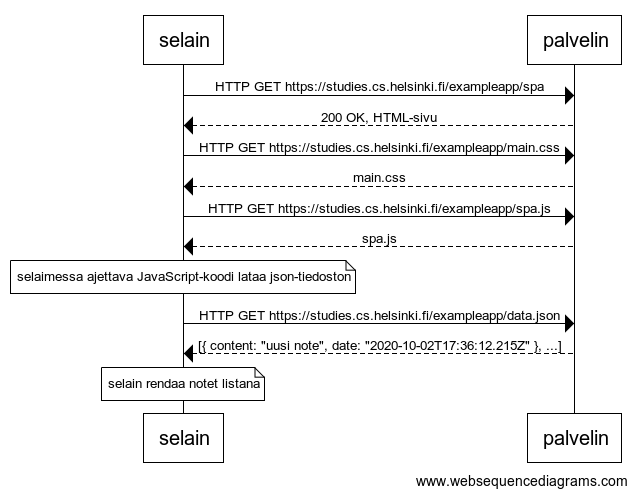 selain
palvelin
HTTP GET https://studies.cs.helsinki.fi/exampleapp/spa
200 OK, HTML-sivu
HTTP GET https://studies.cs.helsinki.fi/exampleapp/main.css
main.css
HTTP GET https://studies.cs.helsinki.fi/exampleapp/spa.js
spa.js
selaimessa ajettava JavaScript-koodi lataa json-tiedoston
HTTP GET https://studies.cs.helsinki.fi/exampleapp/data.json
[{ content: "uusi note", date: "2020-10-02T17:36:12.215Z" }, ...]
selain rendaa notet listana
selain
palvelin
www.websequencediagrams.com